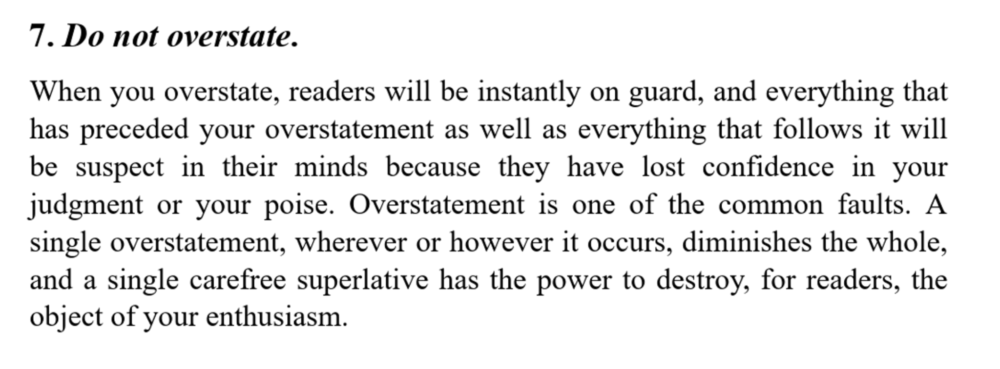 7. Do not overstate.
When you overstate, readers will be instantly on guard, and everything that
has preceded your overstatement as well as everything that follows it will
be suspect in their minds because they have lost confidence in your
judgment or your poise. Overstatement is one of the common faults. A
single overstatement, wherever or however it occurs, diminishes the whole,
and a single carefree superlative has the power to destroy, for readers, the
object of your enthusiasm.